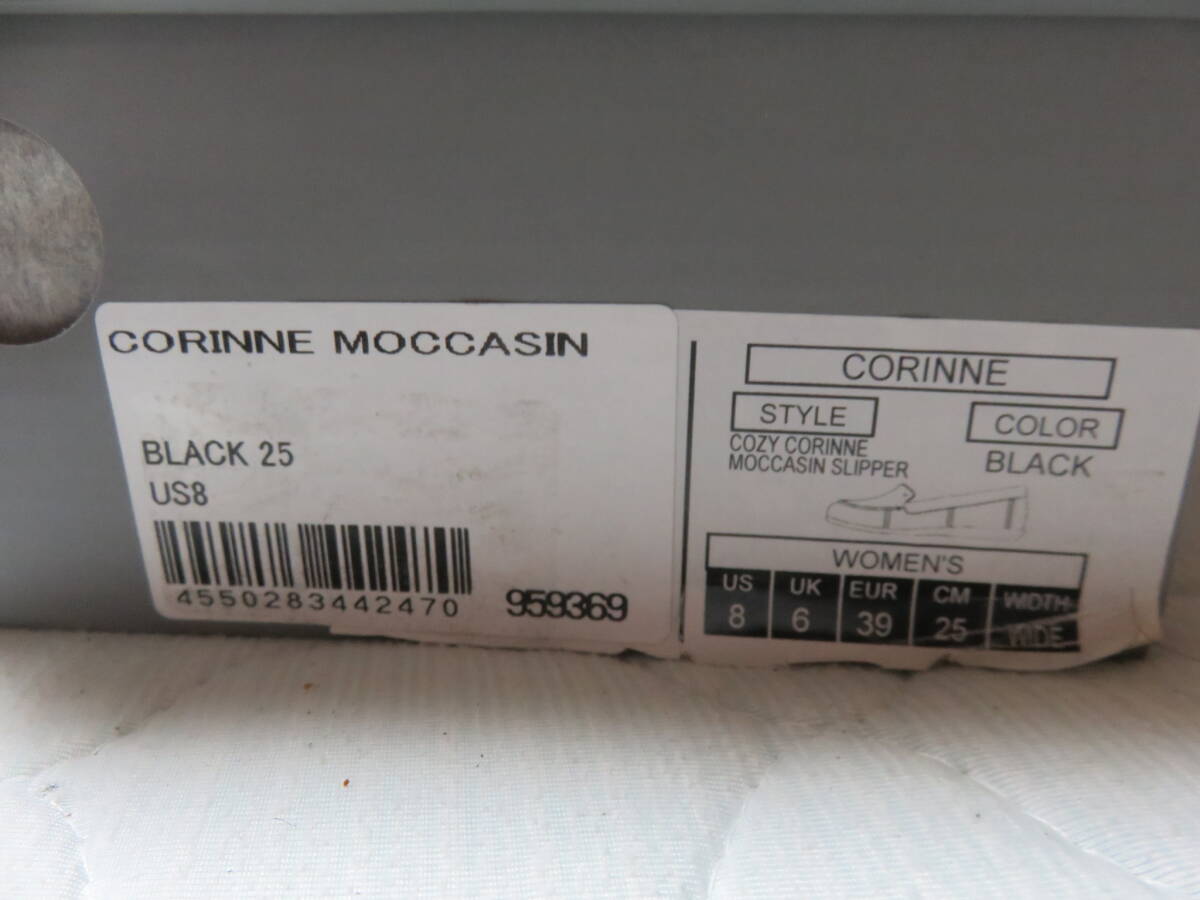 CORINNE MOCCASIN
BLACK 25
US8
4550283442470
959369
CORINNE
STYLE
COLOR
COZY CORINNE
MOCCASIN SLIPPER
BLACK
WOMEN'S
US UK EUR CM WIDTH
8 6 39 25 WIDE